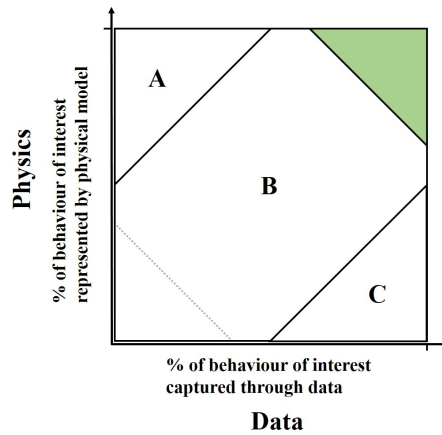 A
B
C
Physics
% of behaviour of interest
represented by physical model
% of behaviour of interest
captured through data
Data